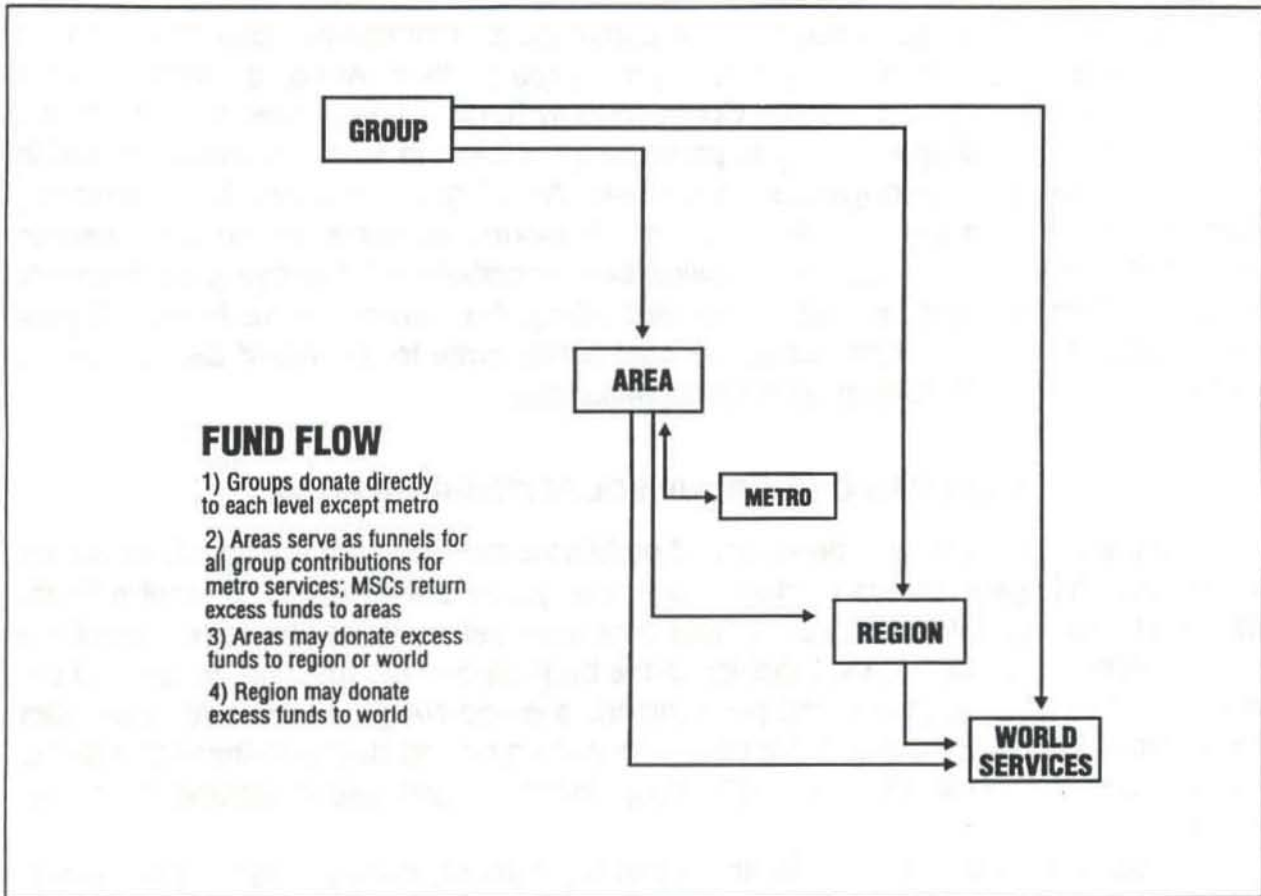 GROUP
AREA
FUND FLOW
1) Groups donate directly
to each level except metro
2) Areas serve as funnels for
all group contributions for
metro services; MSCs return
excess funds to areas
3) Areas may donate excess
funds to region or world
4) Region may donate
excess funds to world
METRO
REGION
WORLD
SERVICES